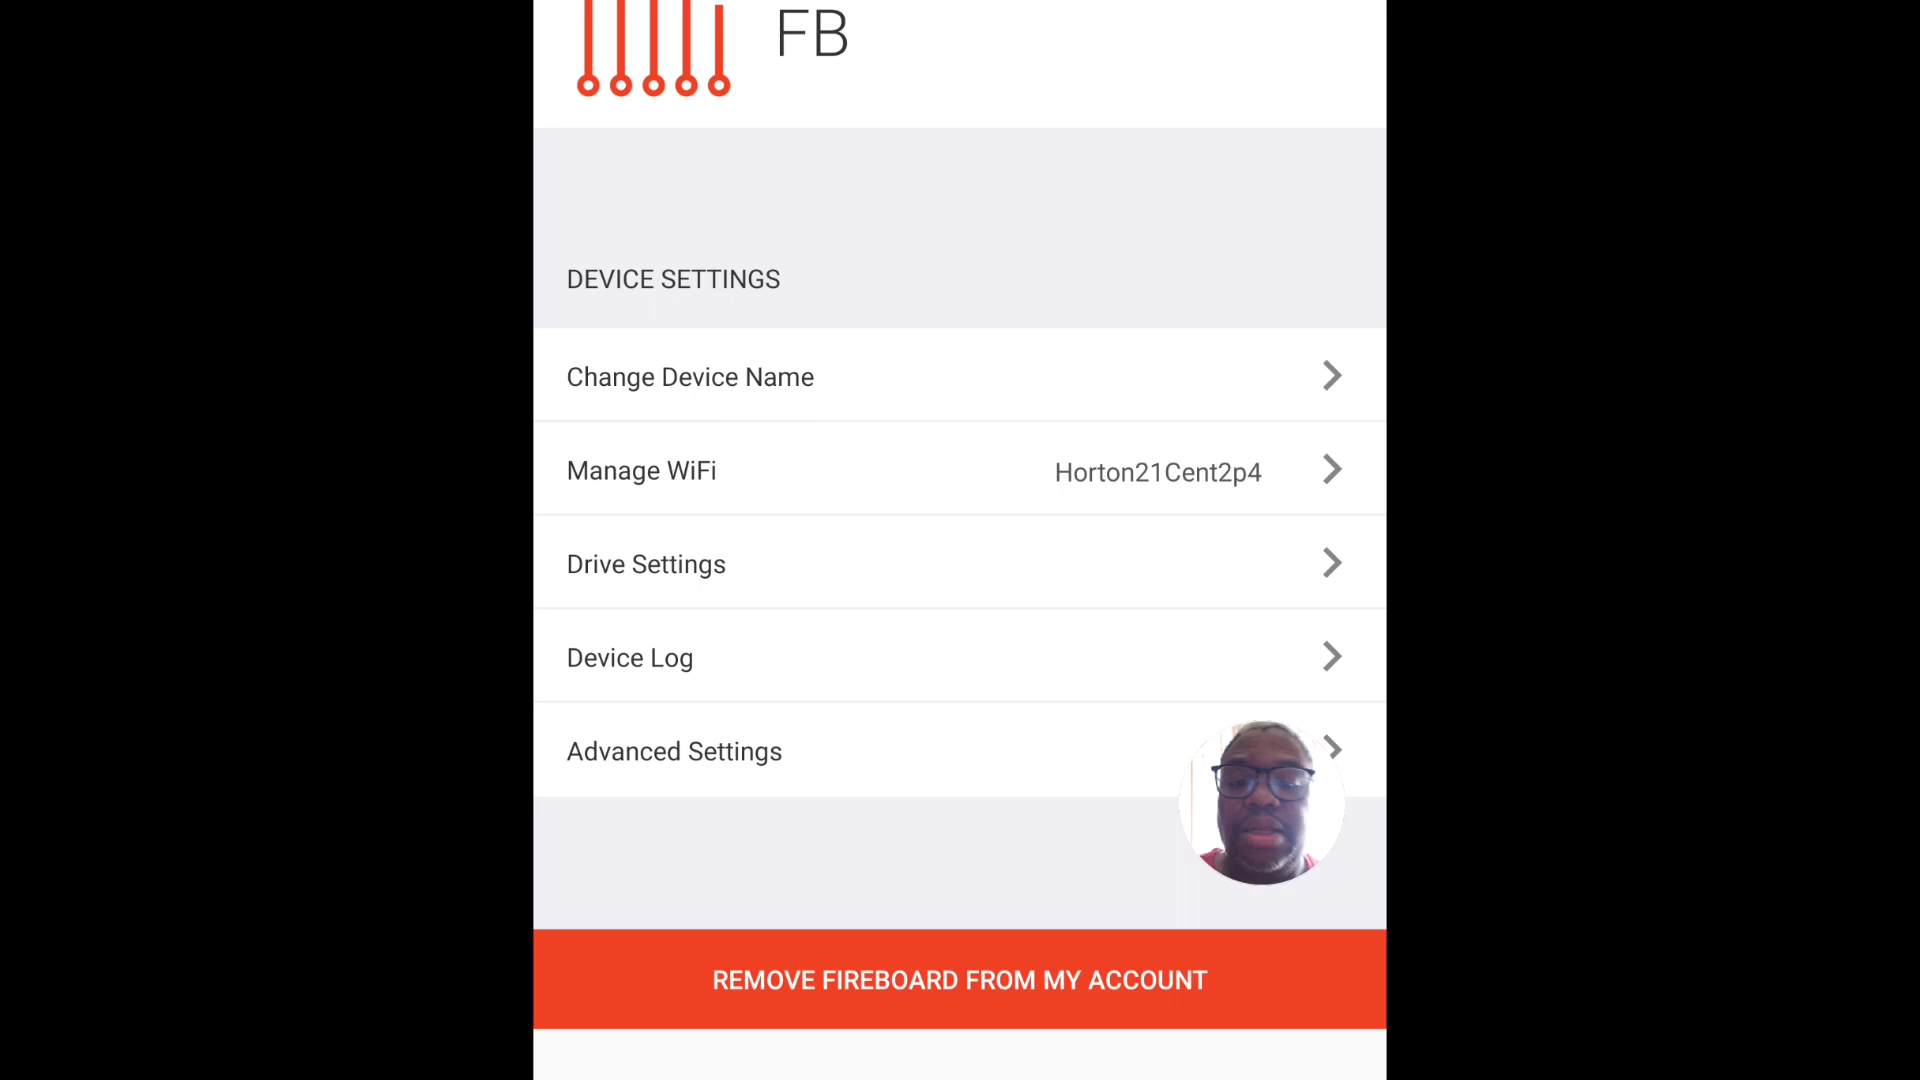 FB
DEVICE SETTINGS
Change Device Name
Manage WiFi Horton21Cent2p4
Drive Settings
Device Log
Advanced Settings
REMOVE FIREBOARD FROM MY ACCOUNT